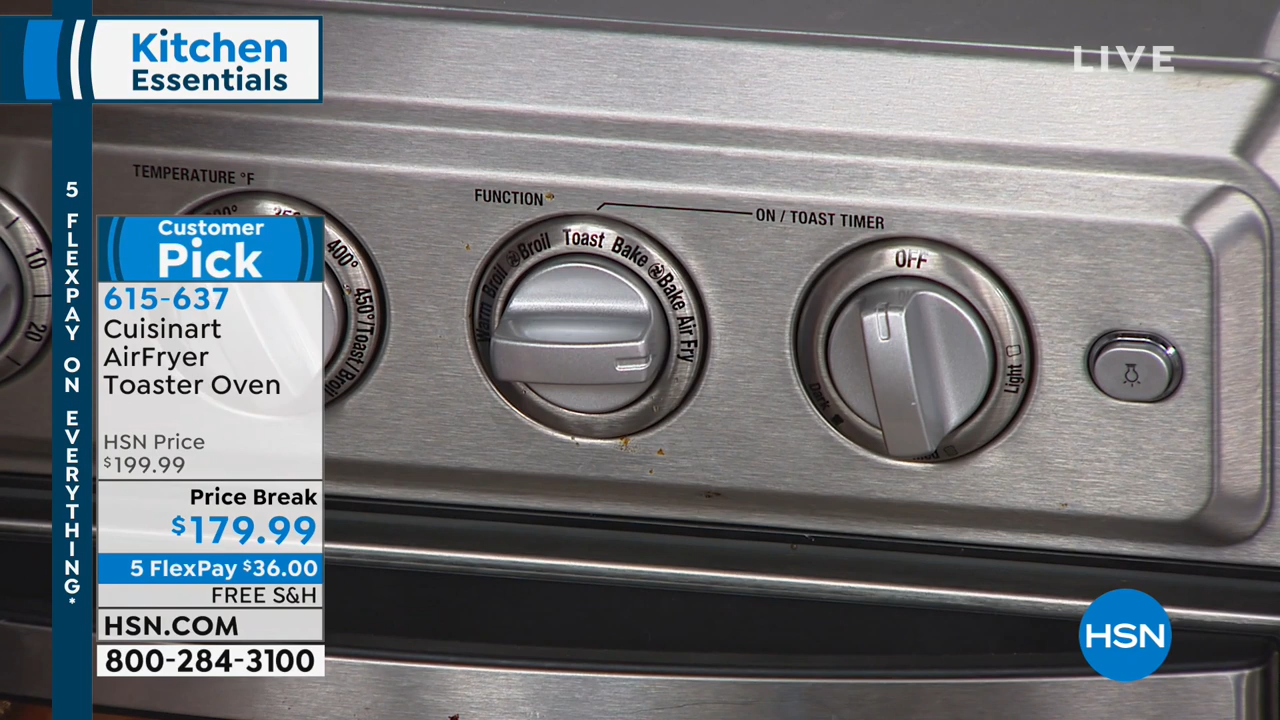 Kitchen
Essentials
LIVE
5 FLEXPAY ON EVERYTHING*
Customer
Pick
615-637
Cuisinart
AirFryer
Toaster Oven
HSN Price
$199.99
Price Break
$179.99
5 FlexPay $36.00
FREE S&H
HSN.COM
800-284-3100
10
20
TEMPERATURE °F
400°
450°/Toast/Broil
FUNCTION
Warm Broil Broil Toast Bake Bake Air Fry
ON / TOAST TIMER
OFF
Light
Dark
HSN